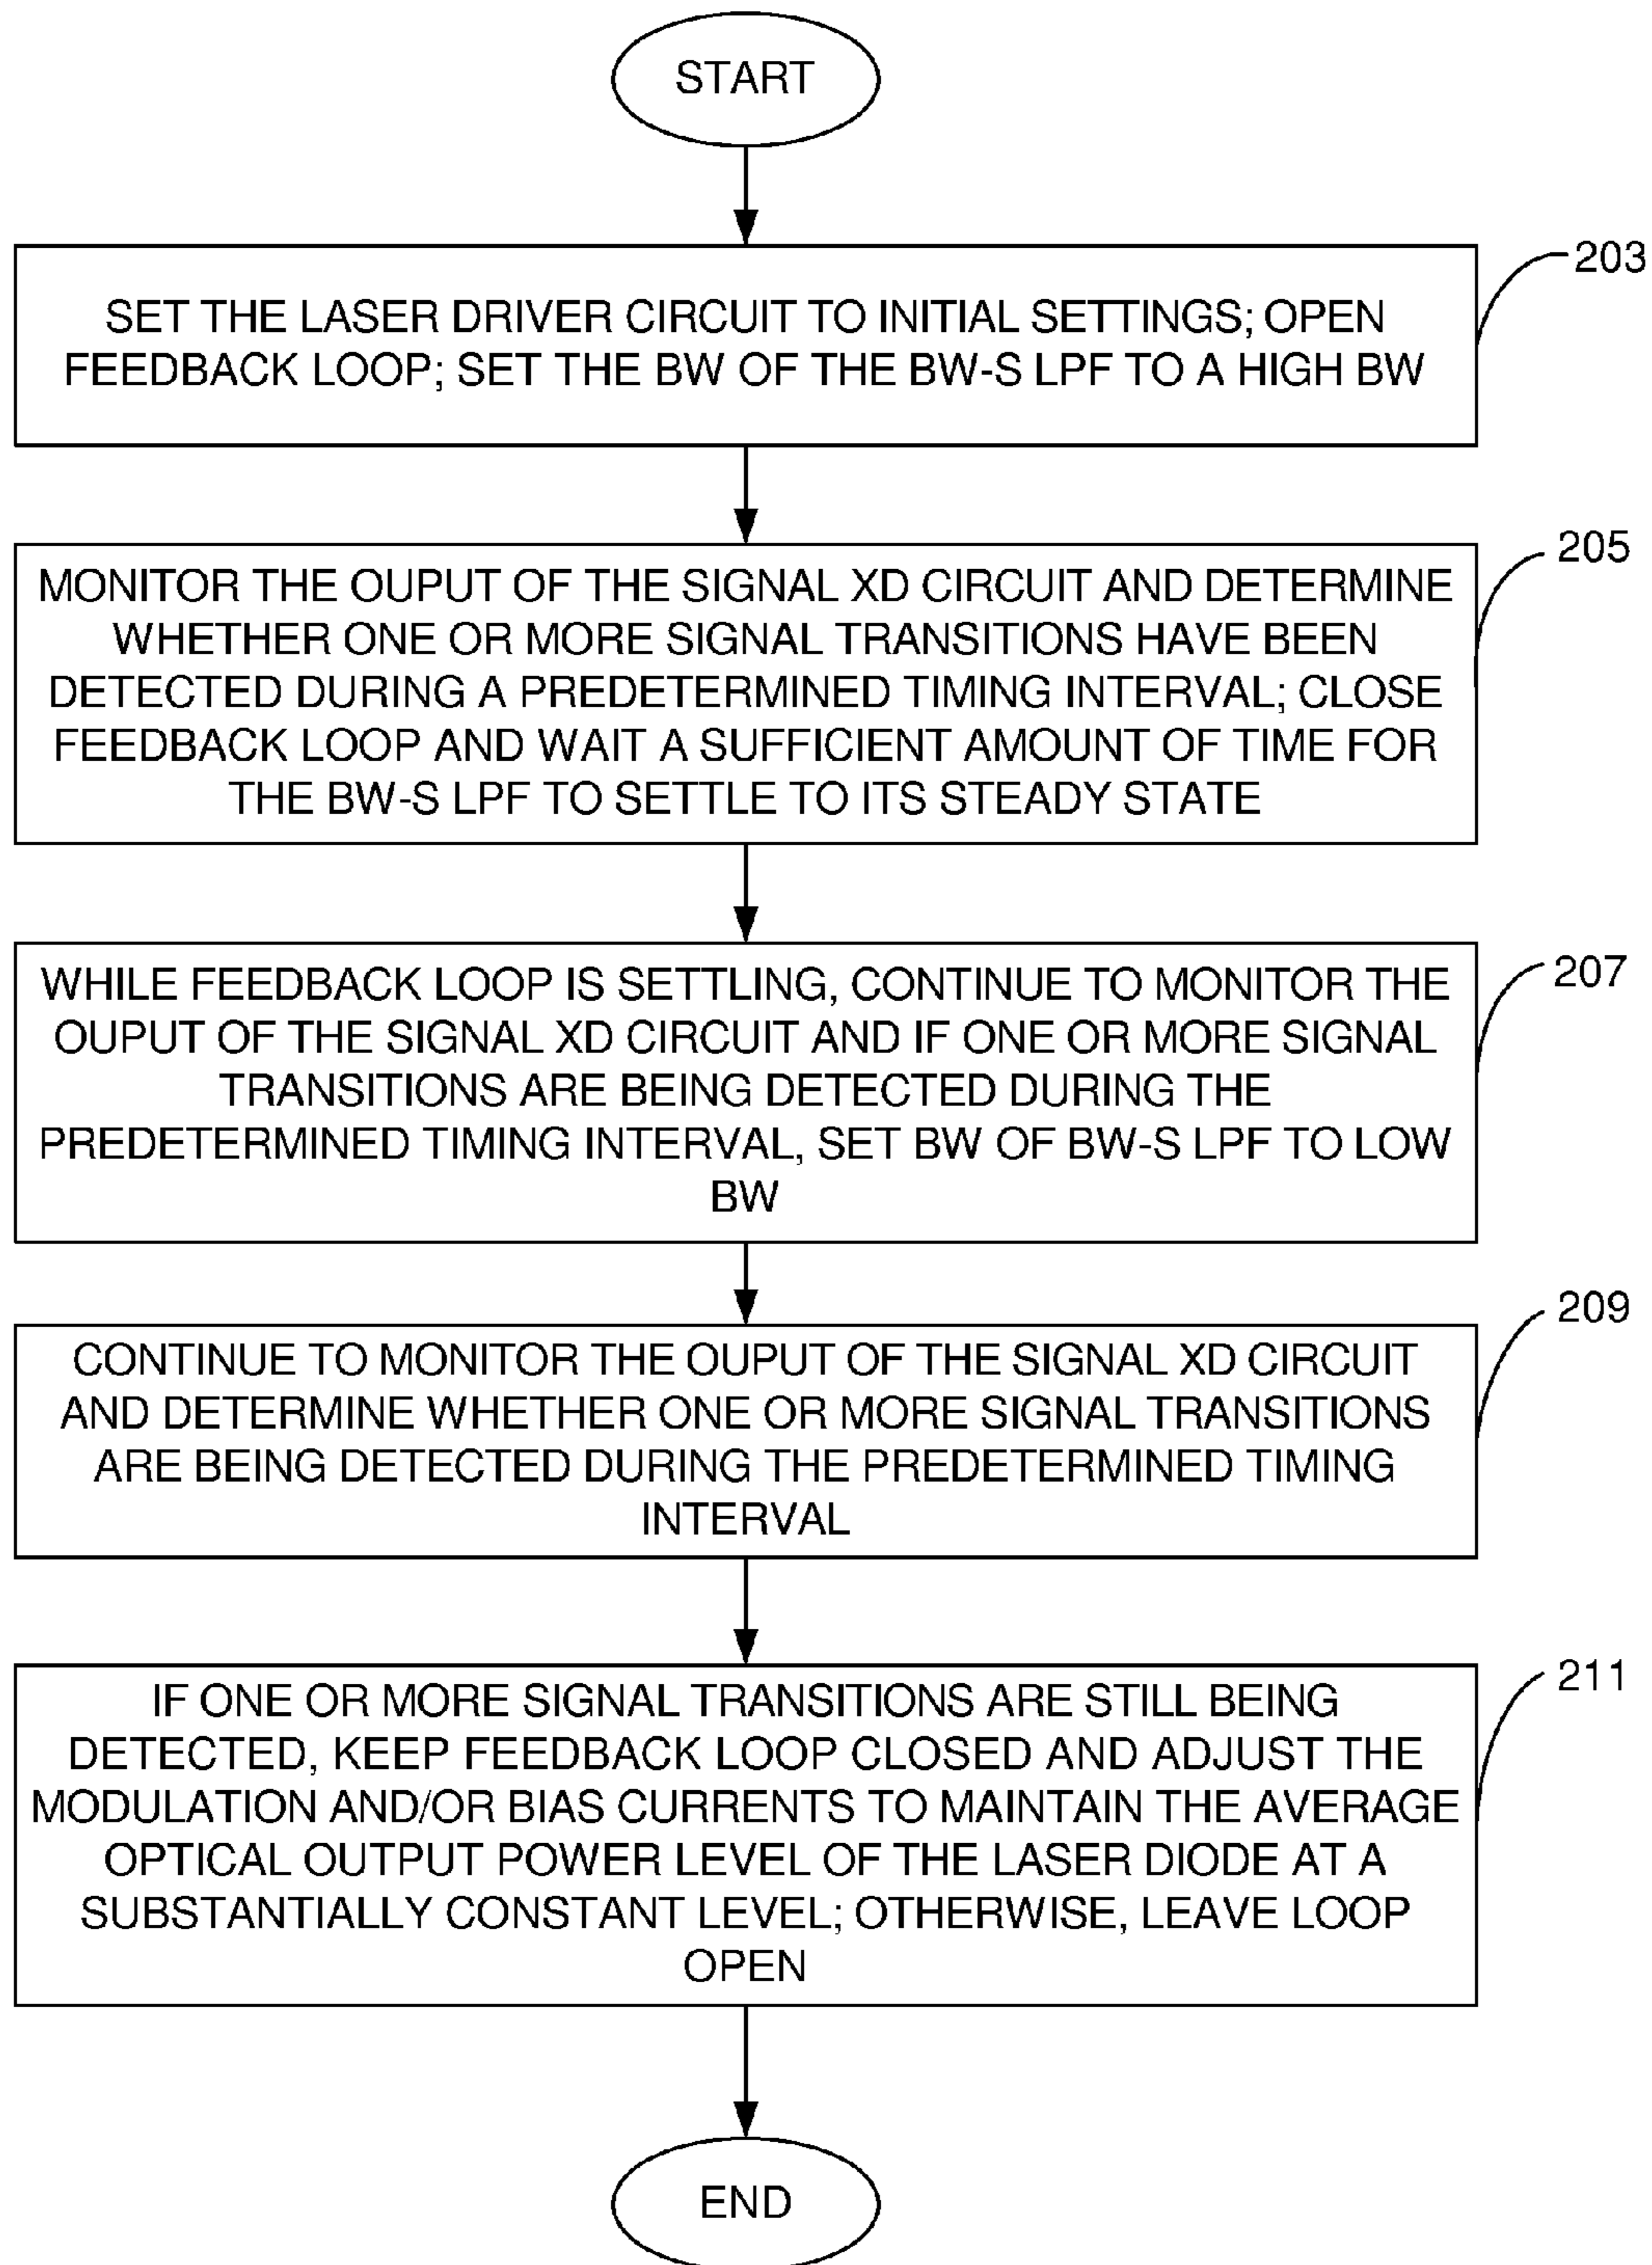 START
203
SET THE LASER DRIVER CIRCUIT TO INITIAL SETTINGS; OPEN
FEEDBACK LOOP; SET THE BW OF THE BW-S LPF TO A HIGH BW
205
MONITOR THE OUPUT OF THE SIGNAL XD CIRCUIT AND DETERMINE
WHETHER ONE OR MORE SIGNAL TRANSITIONS HAVE BEEN
DETECTED DURING A PREDETERMINED TIMING INTERVAL; CLOSE
FEEDBACK LOOP AND WAIT A SUFFICIENT AMOUNT OF TIME FOR
THE BW-S LPF TO SETTLE TO ITS STEADY STATE
207
WHILE FEEDBACK LOOP IS SETTLING, CONTINUE TO MONITOR THE
OUPUT OF THE SIGNAL XD CIRCUIT AND IF ONE OR MORE SIGNAL
TRANSITIONS ARE BEING DETECTED DURING THE
PREDETERMINED TIMING INTERVAL, SET BW OF BW-S LPF TO LOW
BW
209
CONTINUE TO MONITOR THE OUPUT OF THE SIGNAL XD CIRCUIT
AND DETERMINE WHETHER ONE OR MORE SIGNAL TRANSITIONS
ARE BEING DETECTED DURING THE PREDETERMINED TIMING
INTERVAL
211
IF ONE OR MORE SIGNAL TRANSITIONS ARE STILL BEING
DETECTED, KEEP FEEDBACK LOOP CLOSED AND ADJUST THE
MODULATION AND/OR BIAS CURRENTS TO MAINTAIN THE AVERAGE
OPTICAL OUTPUT POWER LEVEL OF THE LASER DIODE AT A
SUBSTANTIALLY CONSTANT LEVEL; OTHERWISE, LEAVE LOOP
OPEN
END